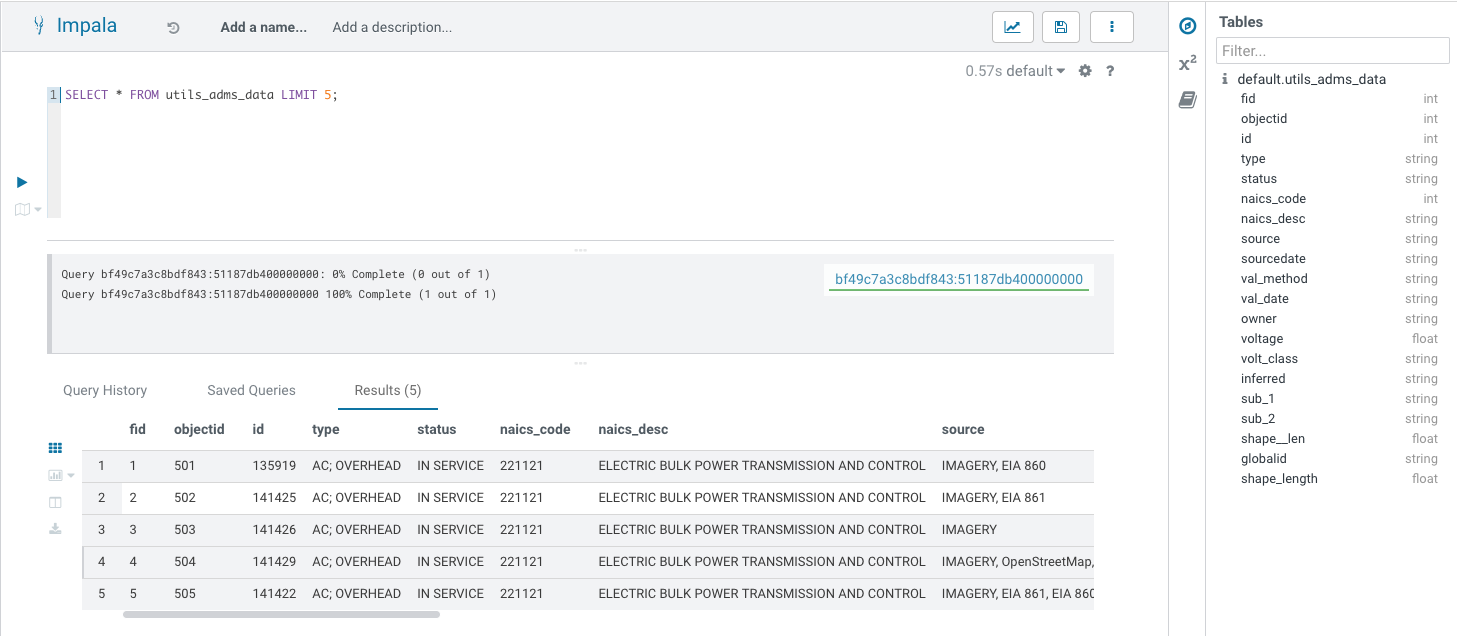 Impala
Add a name...
Add a description...
0.57s default
?
1 SELECT * FROM utils_adms_data LIMIT 5;
Query bf49c7a3c8bdf843:51187db400000000: 0% Complete (0 out of 1)
Query bf49c7a3c8bdf843:51187db400000000 100% Complete (1 out of 1)
bf49c7a3c8bdf843:51187db400000000
Query History Saved Queries Results (5)
fid objectid id type status naics_code naics_desc source
1 1 501 135919 AC; OVERHEAD IN SERVICE 221121 ELECTRIC BULK POWER TRANSMISSION AND CONTROL IMAGERY, EIA 860
2 2 502 141425 AC; OVERHEAD IN SERVICE 221121 ELECTRIC BULK POWER TRANSMISSION AND CONTROL IMAGERY, EIA 861
3 3 503 141426 AC; OVERHEAD IN SERVICE 221121 ELECTRIC BULK POWER TRANSMISSION AND CONTROL IMAGERY
4 4 504 141429 AC; OVERHEAD IN SERVICE 221121 ELECTRIC BULK POWER TRANSMISSION AND CONTROL IMAGERY, OpenStreetMap,
5 5 505 141422 AC; OVERHEAD IN SERVICE 221121 ELECTRIC BULK POWER TRANSMISSION AND CONTROL IMAGERY, EIA 861, EIA 860
x²
Tables
Filter...
default.utils_adms_data
fid int
objectid int
id int
type string
status string
naics_code int
naics_desc string
source string
sourcedate string
val_method string
val_date string
owner string
voltage float
volt_class string
inferred string
sub_1 string
sub_2 string
shape__len float
globalid string
shape_length float